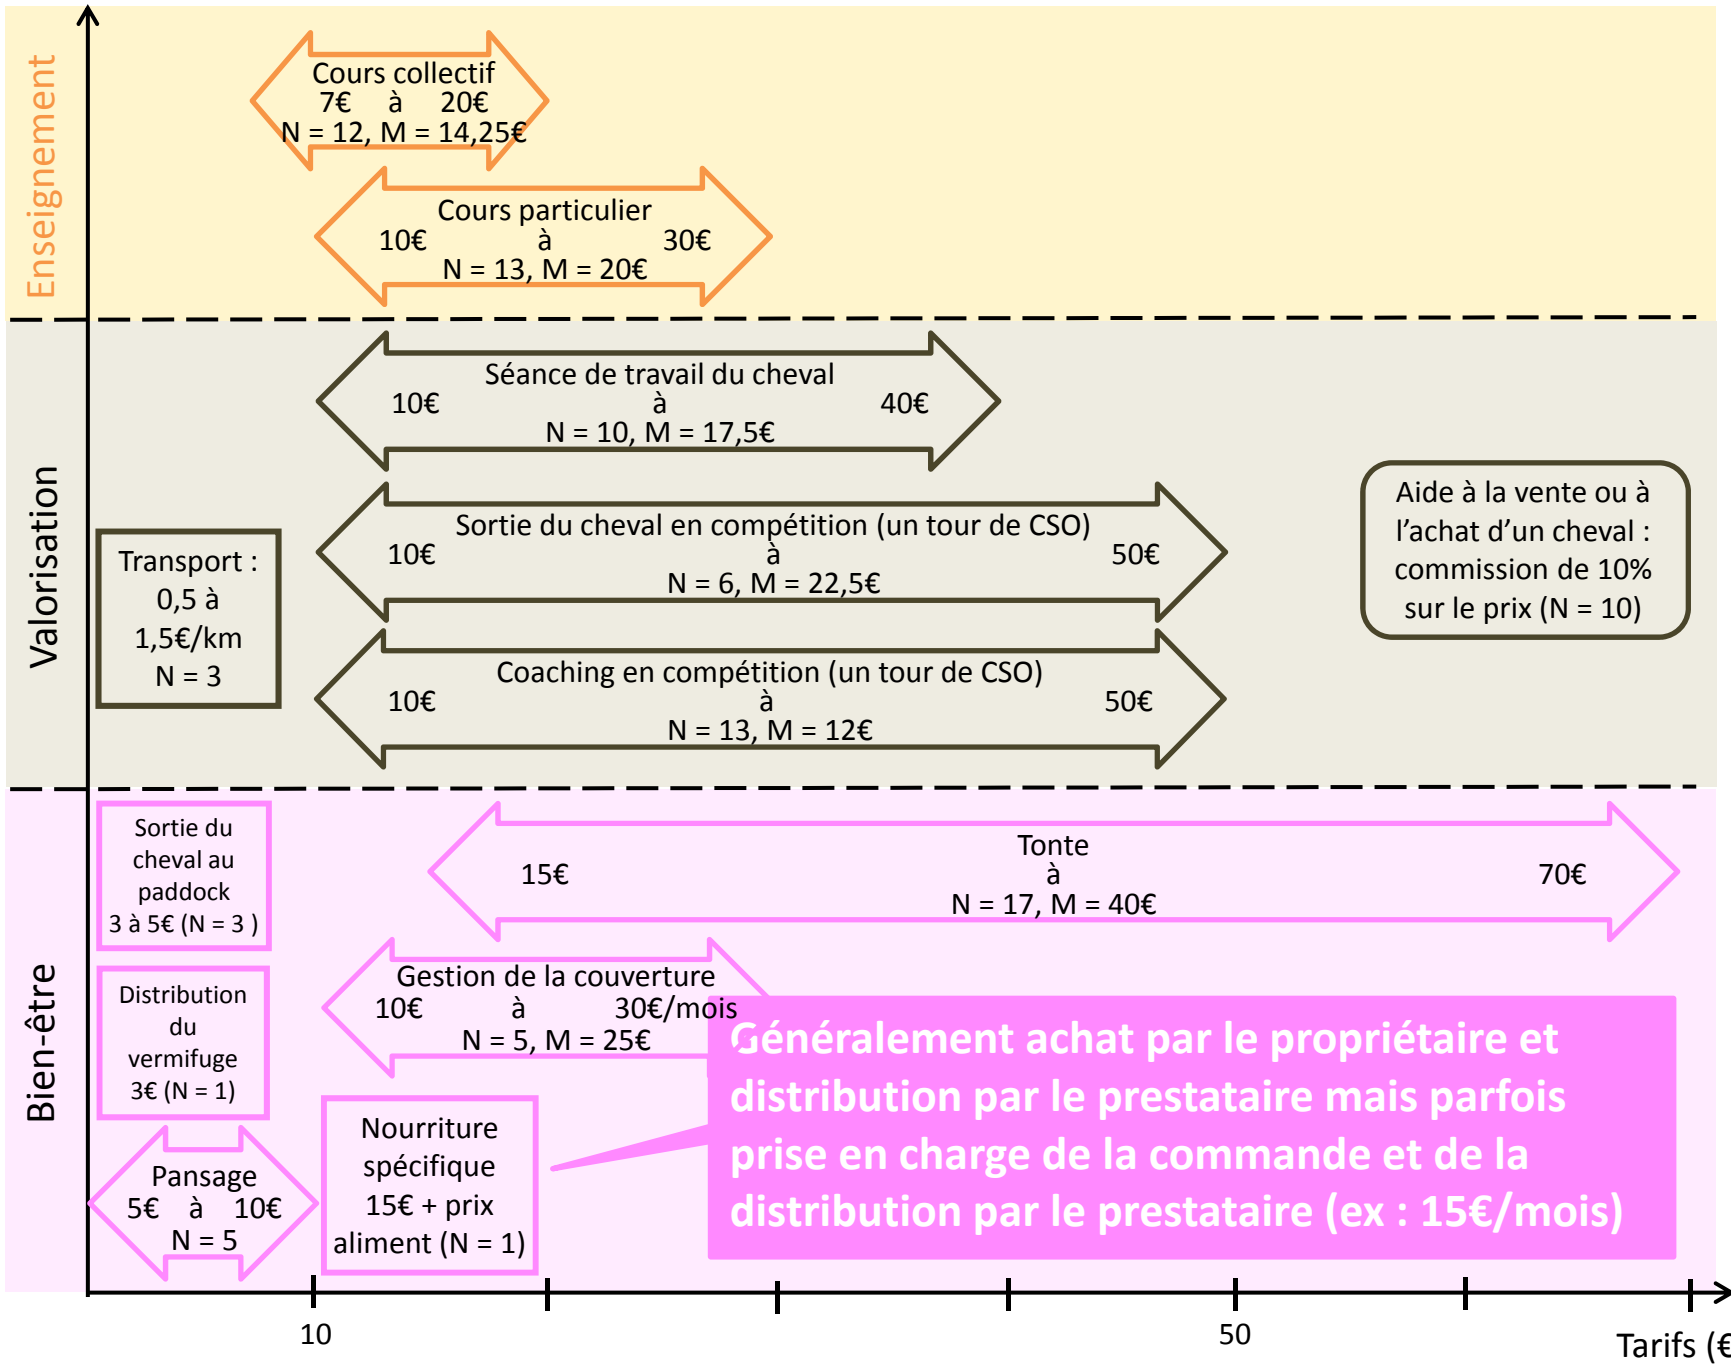 Enseignement
Cours collectif
7€ à 20€
N = 12, M = 14,25€
Cours particulier
10€ à 30€
N = 13, M = 20€
Valorisation
Séance de travail du cheval
10€ à 40€
N = 10, M = 17,5€
Sortie du cheval en compétition (un tour de CSO)
10€ à 50€
N = 6, M = 22,5€
Coaching en compétition (un tour de CSO)
10€ à 50€
N = 13, M = 12€
Transport :
0,5 à
1,5€/km
N = 3
Aide à la vente ou à
l’achat d’un cheval :
commission de 10%
sur le prix (N = 10)
Bien-être
Sortie du
cheval au
paddock
3 à 5€ (N = 3 )
Tonte
15€ à 70€
N = 17, M = 40€
Distribution
du
vermifuge
3€ (N = 1)
Gestion de la couverture
10€ à 30€/mois
N = 5, M = 25€
Pansage
5€ à 10€
N = 5
Nourriture
spécifique
15€ + prix
aliment (N = 1)
Généralement achat par le propriétaire et
distribution par le prestataire mais parfois
prise en charge de la commande et de la
distribution par le prestataire (ex : 15€/mois)
10 50
Tarifs (€